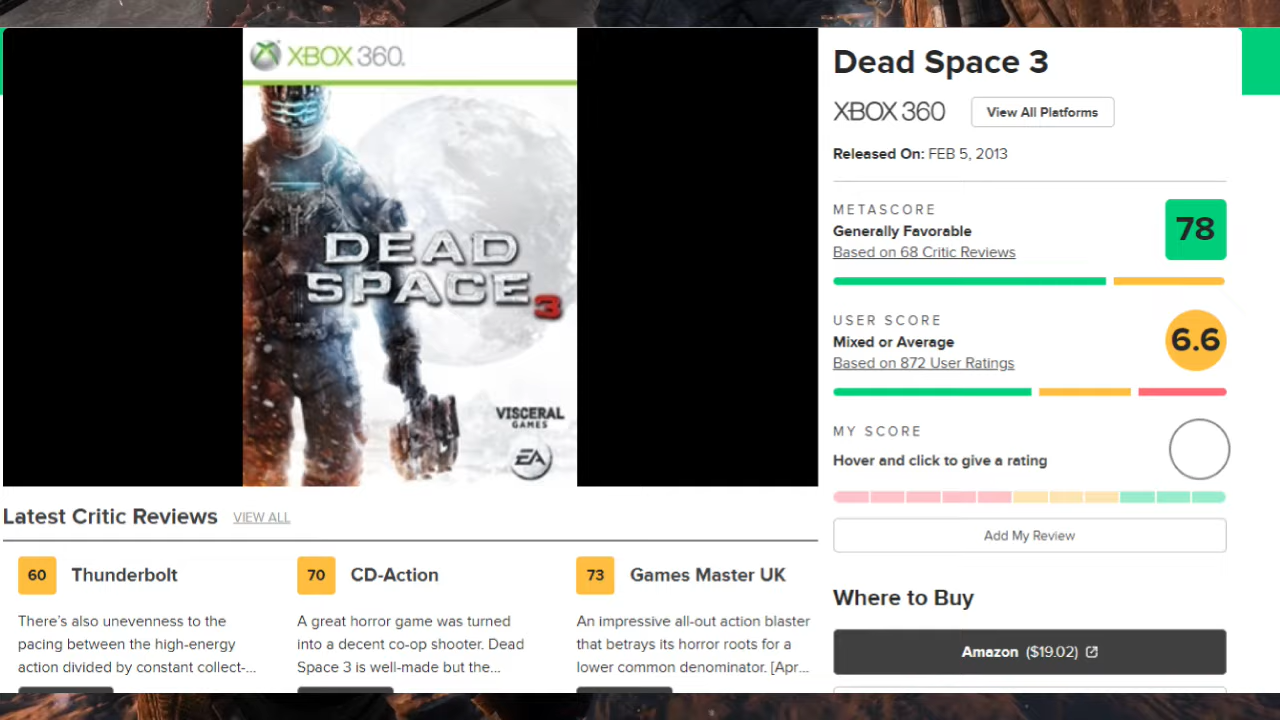 XBOX 360.
DEAD
SPACE 3
VISCERAL
GAMES
EA
Dead Space 3
XBOX 360
View All Platforms
Released On: FEB 5, 2013
METASCORE
Generally Favorable
78
Based on 68 Critic Reviews
USER SCORE
Mixed or Average
6.6
Based on 872 User Ratings
MY SCORE
Hover and click to give a rating
Add My Review
Where to Buy
Amazon ($19.02)
Latest Critic Reviews VIEW ALL
60 Thunderbolt
There's also unevenness to the
pacing between the high-energy
action divided by constant collect-...
70 CD-Action
A great horror game was turned
into a decent co-op shooter. Dead
Space 3 is well-made but the...
73 Games Master UK
An impressive all-out action blaster
that betrays its horror roots for a
lower common denominator. [Apr...